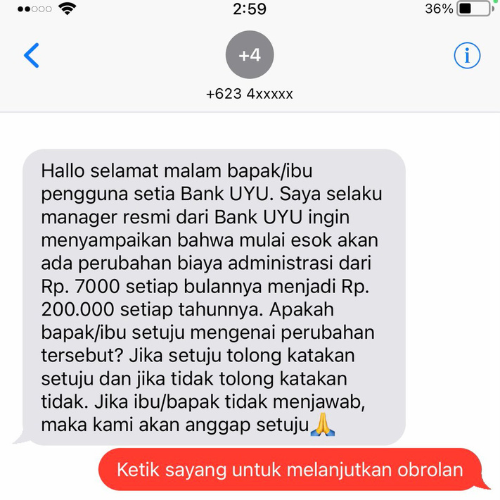 2:59
36%
+4
+623 4xxxxx
Hallo selamat malam bapak/ibu
pengguna setia Bank UYU. Saya selaku
manager resmi dari Bank UYU ingin
menyampaikan bahwa mulai esok akan
ada perubahan biaya administrasi dari
Rp. 7000 setiap bulannya menjadi Rp.
200.000 setiap tahunnya. Apakah
bapak/ibu setuju mengenai perubahan
tersebut? Jika setuju tolong katakan
setuju dan jika tidak tolong katakan
tidak. Jika ibu/bapak tidak menjawab,
maka kami akan anggap setuju🙏
Ketik sayang untuk melanjutkan obrolan